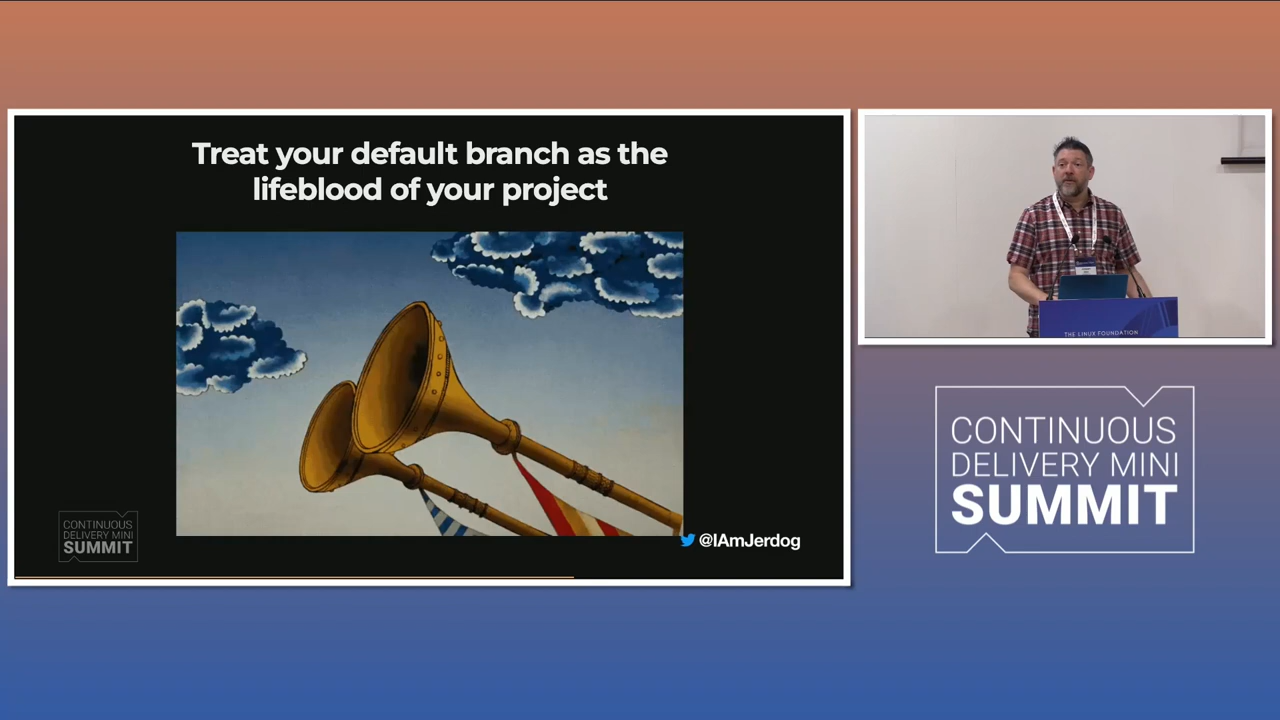 Treat your default branch as the
lifeblood of your project
CONTINUOUS
DELIVERY MINI
SUMMIT
@IAmJerdog
THE LINUX FOUNDATION
CONTINUOUS
DELIVERY MINI
SUMMIT